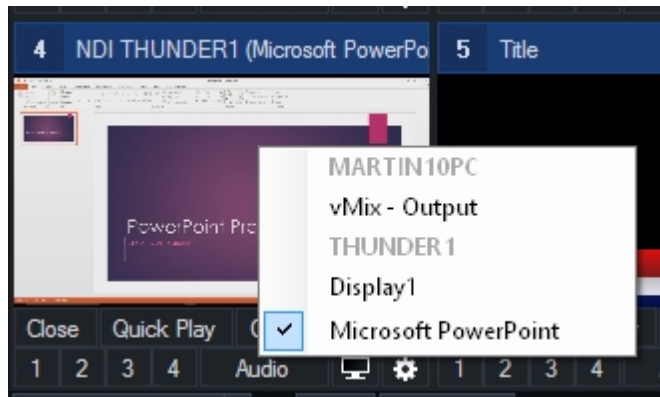 4 NDI THUNDER1 (Microsoft PowerPo
5 Title
PowerPoint Pre
MARTIN10PC
vMix - Output
THUNDER1
Display1
Microsoft PowerPoint
Close Quick Play
1 2 3 4 Audio 1 2 3 4